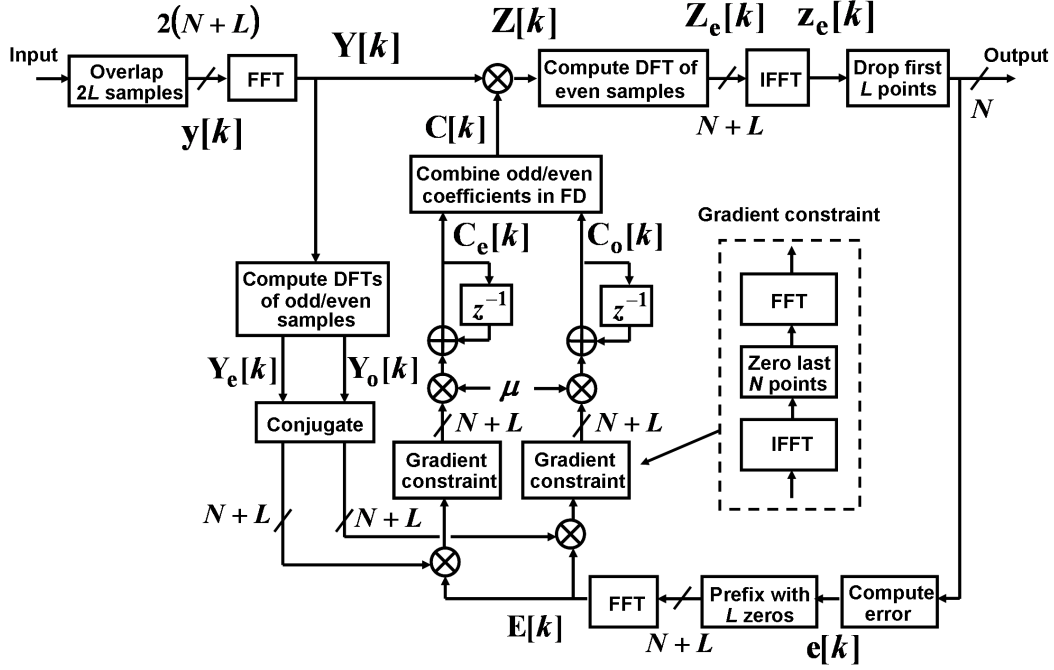 Input
Overlap
2L samples
2(N+L)
y[k]
FFT
Y[k]
Z[k]
Compute DFT of
even samples
Z_e[k]
N+L
IFFT
z_e[k]
Drop first
L points
Output
N
C[k]
Combine odd/even
coefficients in FD
C_e[k]
C_o[k]
z^{-1}
z^{-1}
Gradient constraint
FFT
Zero last
N points
IFFT
Compute DFTs
of odd/even
samples
Y_e[k]
Y_o[k]
Conjugate
μ
N+L
N+L
Gradient
constraint
Gradient
constraint
N+L
N+L
E[k]
FFT
N+L
Prefix with
L zeros
e[k]
Compute
error